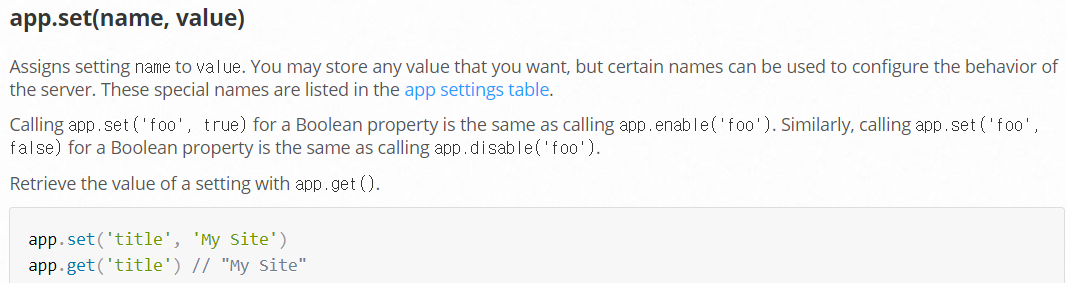 app.set(name, value)
Assigns setting name to value. You may store any value that you want, but certain names can be used to configure the behavior of
the server. These special names are listed in the app settings table.
Calling app.set('foo', true) for a Boolean property is the same as calling app.enable('foo'). Similarly, calling app.set('foo',
false) for a Boolean property is the same as calling app.disable('foo').
Retrieve the value of a setting with app.get().
app.set('title', 'My Site')
app.get('title') // "My Site"